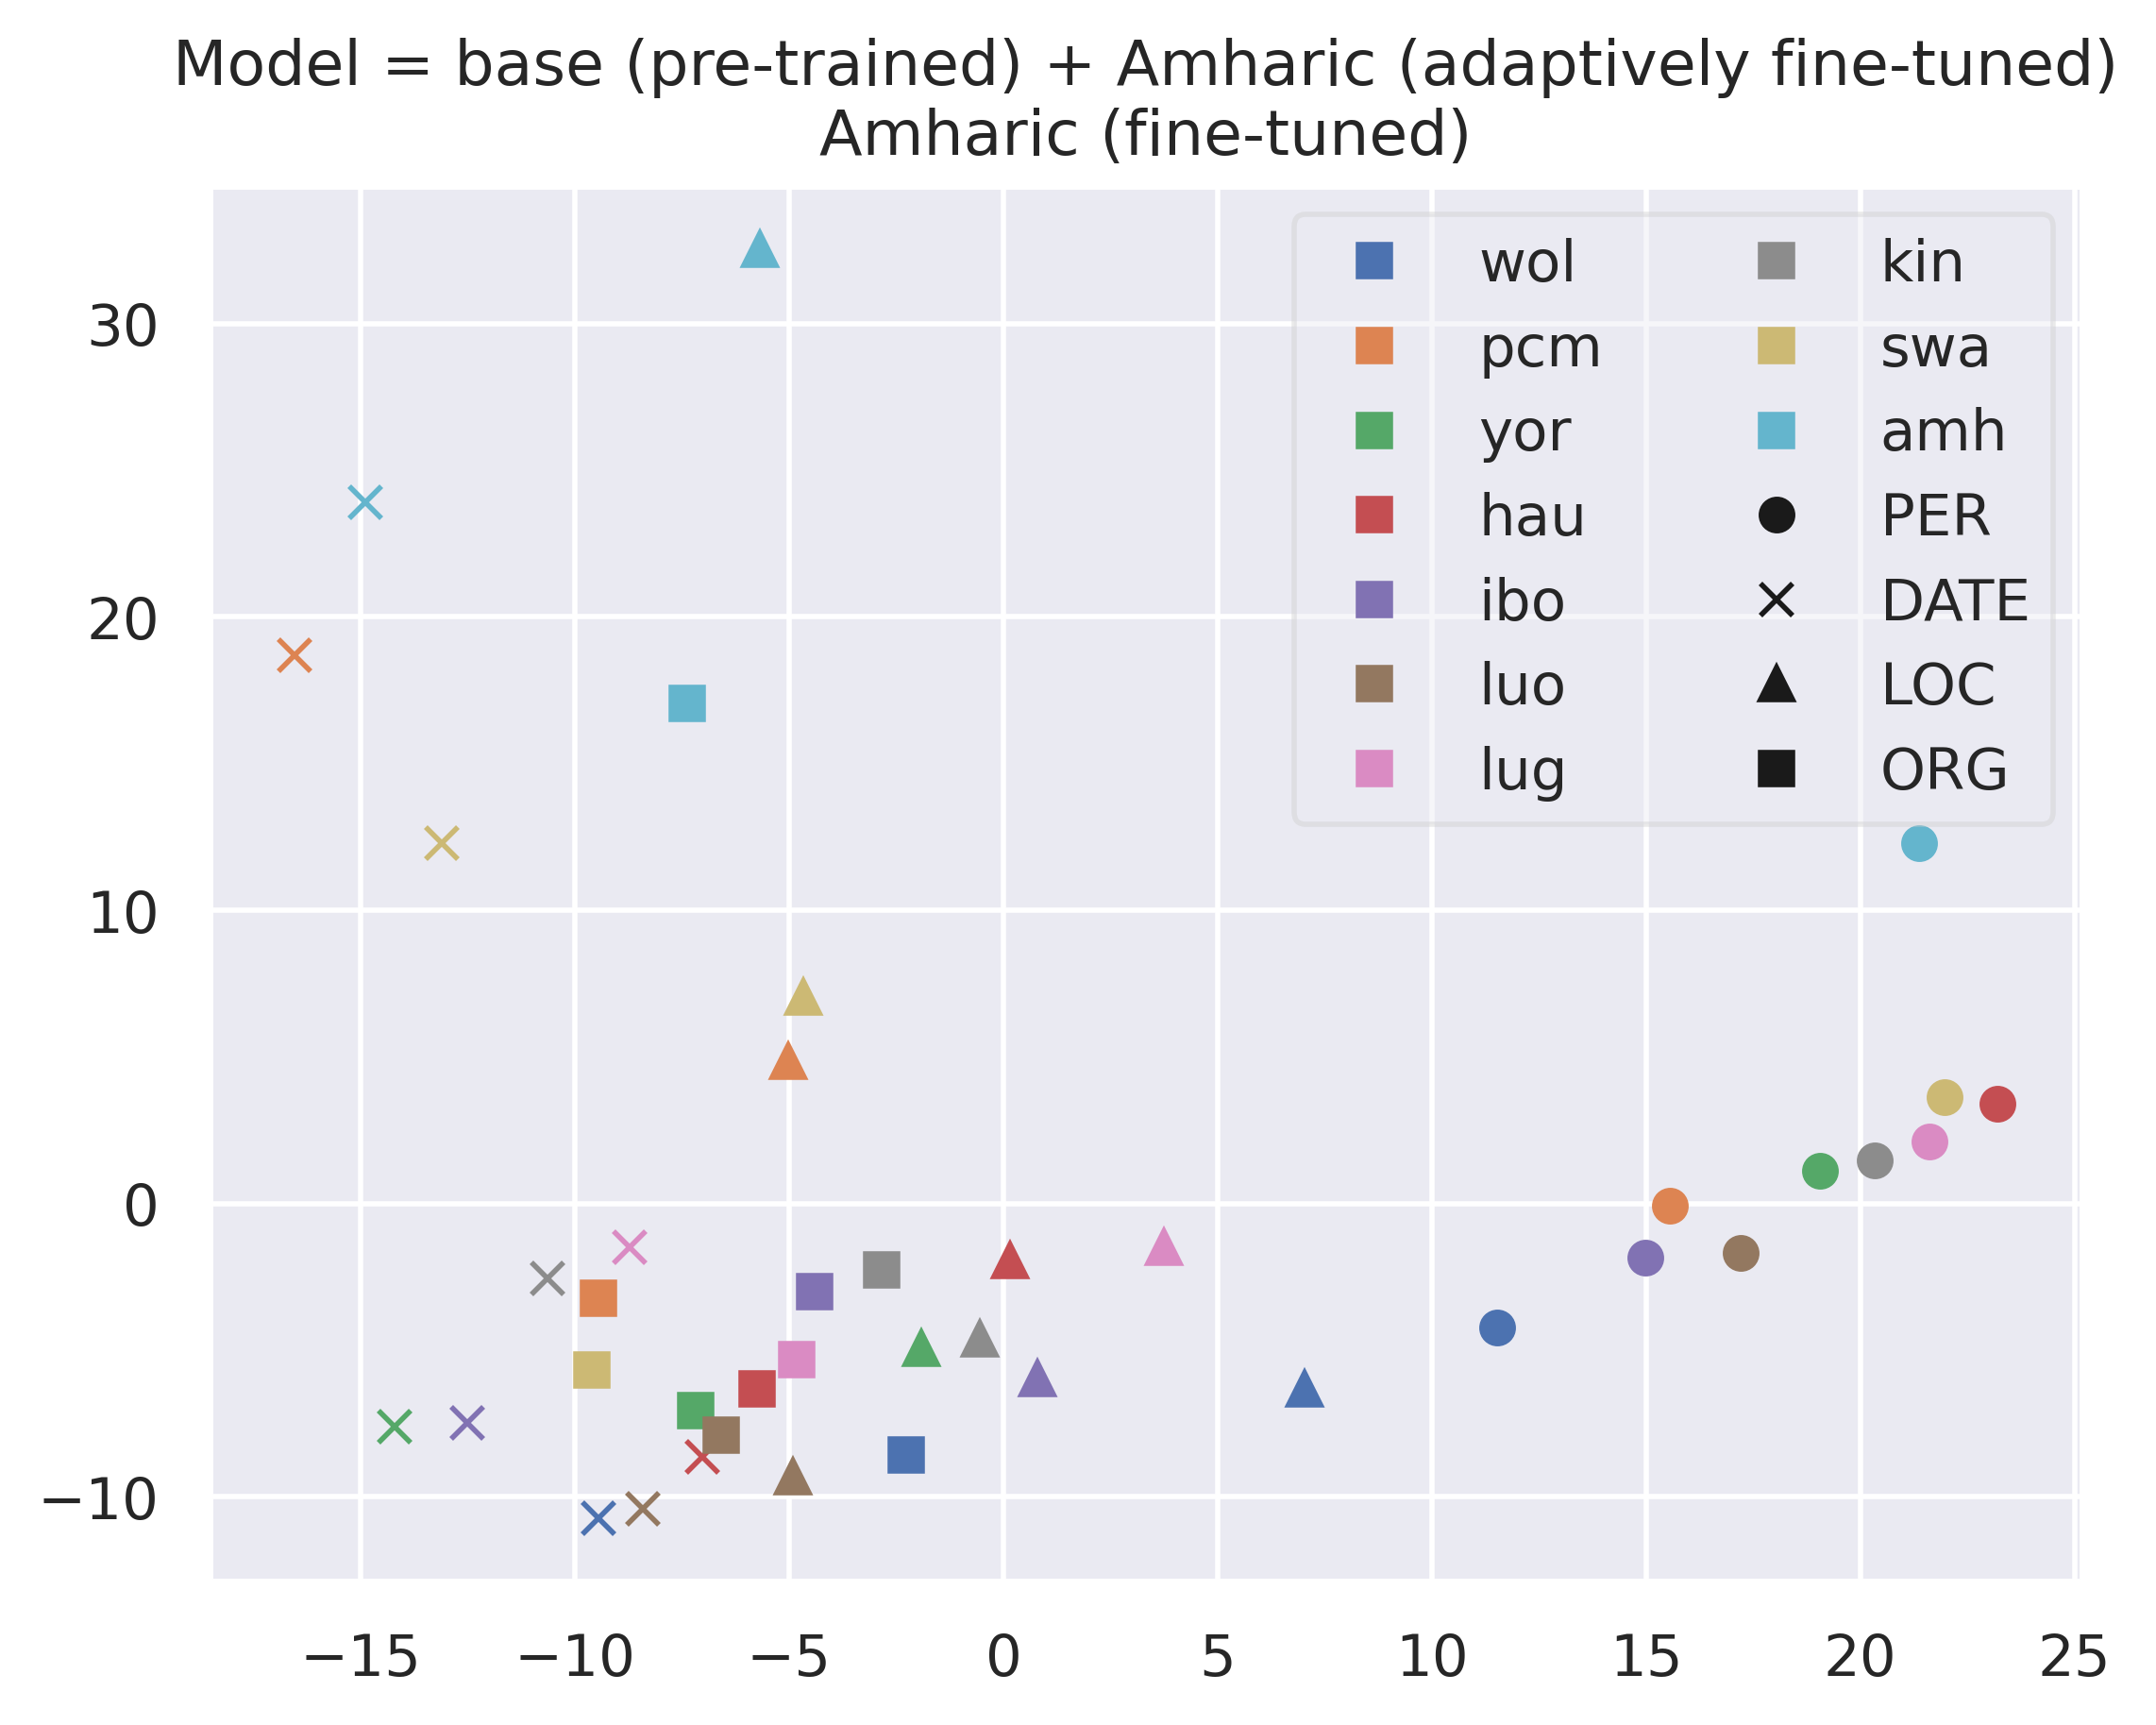 Model = base (pre-trained) + Amharic (adaptively fine-tuned)
Amharic (fine-tuned)
30
20
10
0
−10
−15
−10
−5
0
5
10
15
20
25
wol
pcm
yor
hau
ibo
luo
lug
kin
swa
amh
PER
DATE
LOC
ORG